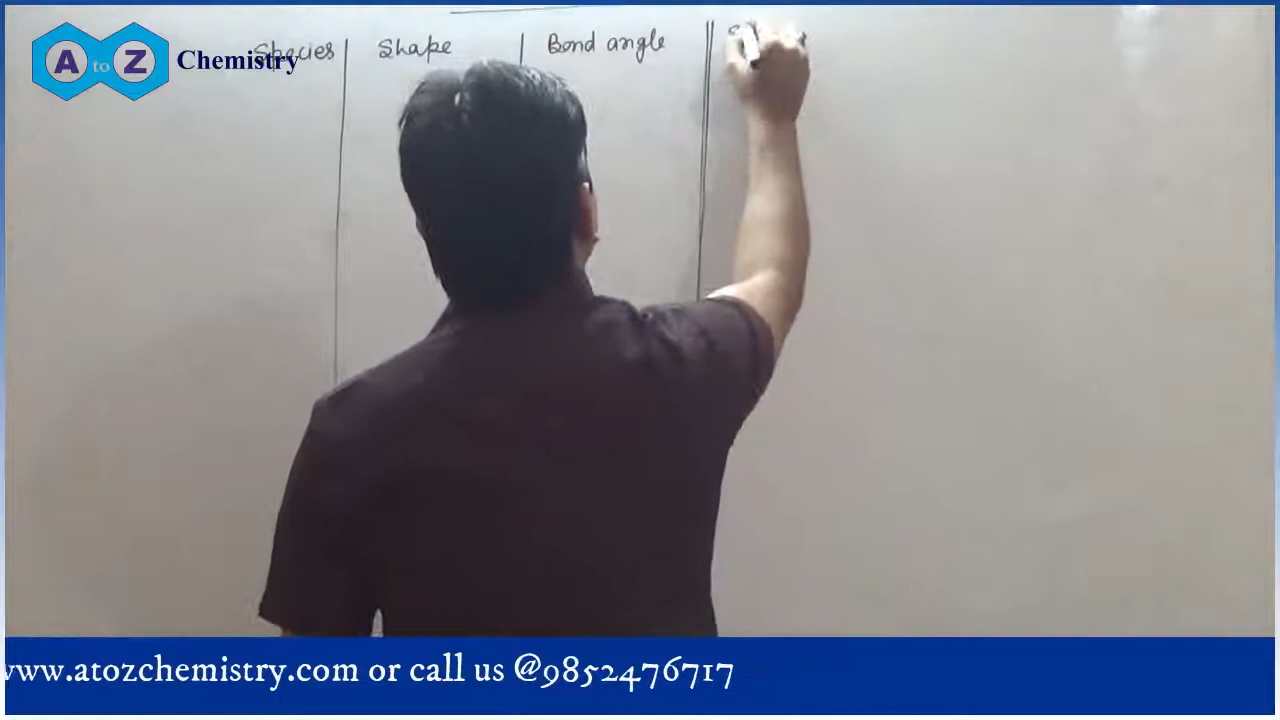 A to Z Chemistry
Species Shape Bond angle
www.atozchemistry.com or call us @9852476717